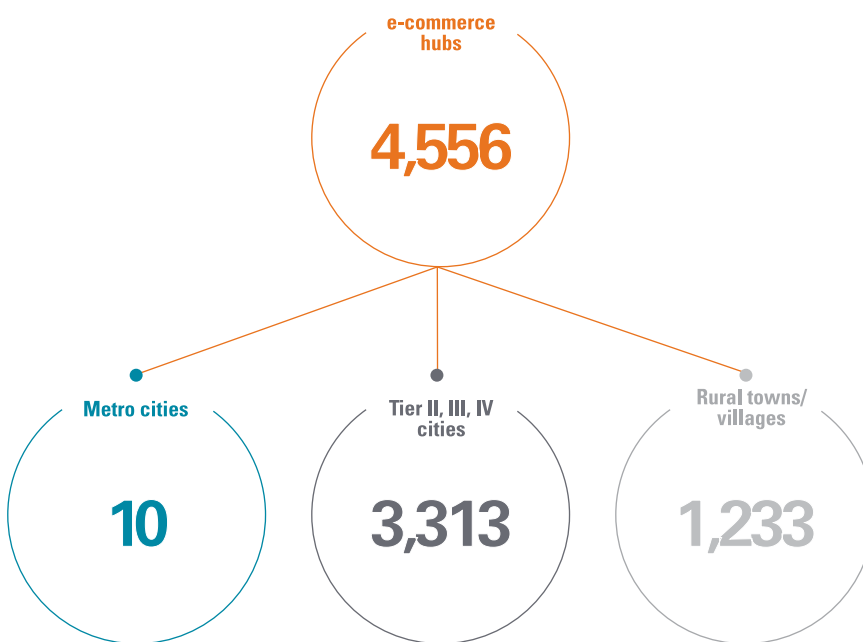 e-commerce
hubs
4,556
Metro cities
10
Tier II, III, IV
cities
3,313
Rural towns/
villages
1,233